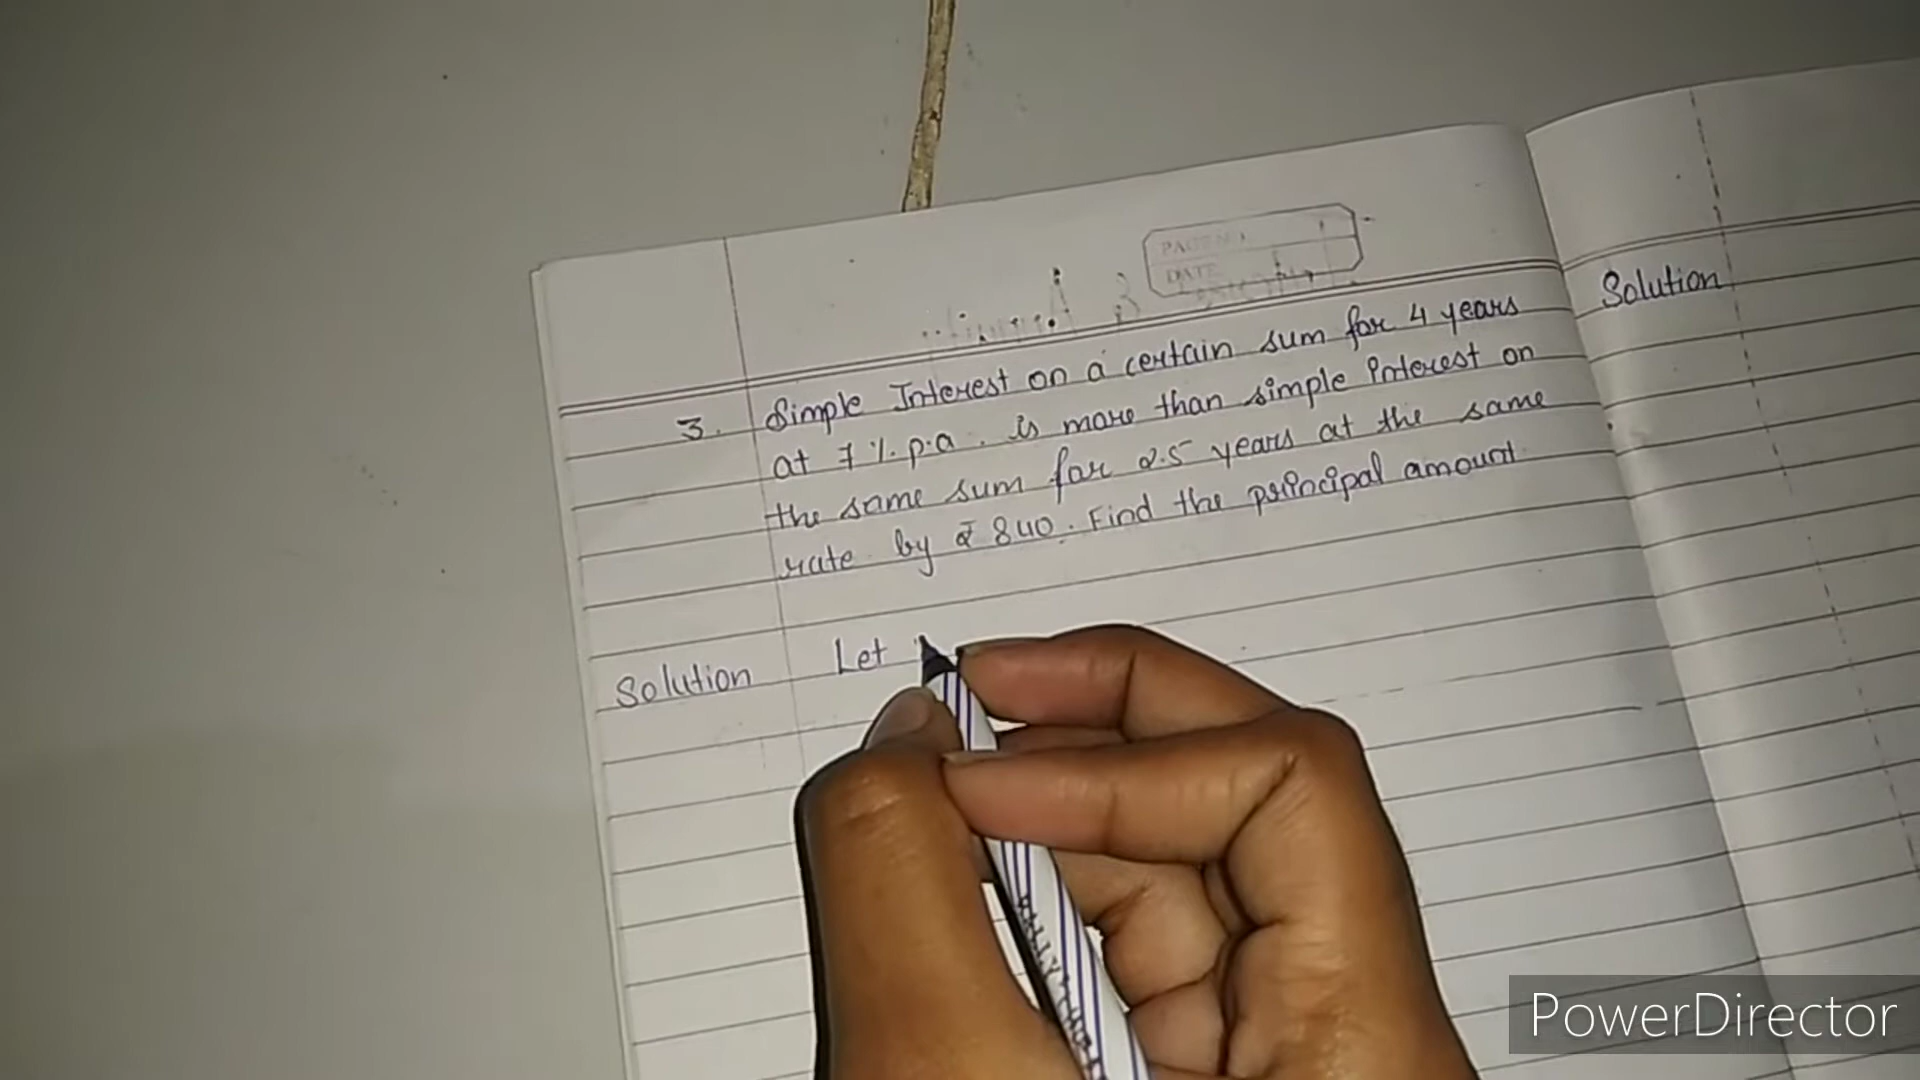 PAGE NO.
DATE
3. Simple Interest on a certain sum for 4 years
at 7 %. p.a. is more than simple interest on
the same sum for 2.5 years at the same
rate by ₹ 840. Find the principal amount
Solution Let
Solution
PowerDirector